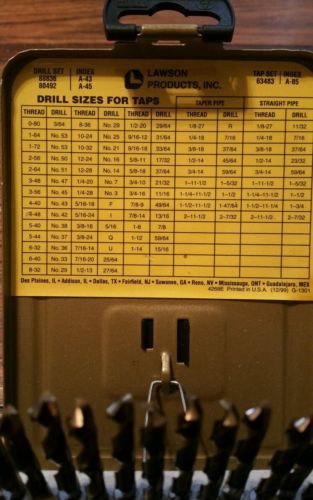 DRILL SET INDEX
88836 A-43
80492 A-45
LAWSON
PRODUCTS, INC.
TAP SET INDEX
63483 A-85
DRILL SIZES FOR TAPS TAPER PIPE STRAIGHT PIPE
THREAD DRILL THREAD DRILL THREAD DRILL THREAD DRILL THREAD DRILL
0-80 3/64 8-36 No. 29 1/2-20 29/64 1/8-27 R 1/8-27 11/32
1-64 No. 53 10-24 No. 25 9/16-12 31/64 1/4-18 7/16 1/4-18 7/16
1-72 No. 53 10-32 No. 21 9/16-18 33/64 3/8-18 37/64 3/8-18 37/64
2-56 No. 50 12-24 No. 16 5/8-11 17/32 1/2-14 45/64 1/2-14 23/32
2-64 No. 51 12-28 No. 14 5/8-18 37/64 3/4-14 59/64 3/4-14 59/64
3-48 No. 47 1/4-20 No. 7 3/4-10 21/32 1-11-1/2 1-5/32 1-11-1/2 1-5/32
3-56 No. 45 1/4-28 No. 3 3/4-16 11/16 1-1/4-11-1/2 1-1/2 1-1/4-11-1/2 1-1/2
4-40 No. 43 5/16-18 F 7/8-9 49/64 1-1/2-11-1/2 1-47/64 1-1/2-11-1/2 1-3/4
4-48 No. 42 5/16-24 I 7/8-14 13/16 2-11-1/2 2-7/32 2-11-1/2 2-7/32
5-40 No. 38 3/8-16 5/16 1-8 7/8
5-44 No. 37 3/8-24 Q 1-12 59/64
6-32 No. 36 7/16-14 U 1-14 15/16
6-40 No. 33 7/16-20 25/64
8-32 No. 29 1/2-13 27/64
Des Plaines, IL • Addison, IL • Dallas, TX • Fairfield, NJ • Suwanee, GA • Reno, NV • Mississauga, ONT • Guadalajara, MEX
4268E Printed in U.S.A. (12/99) G-1301